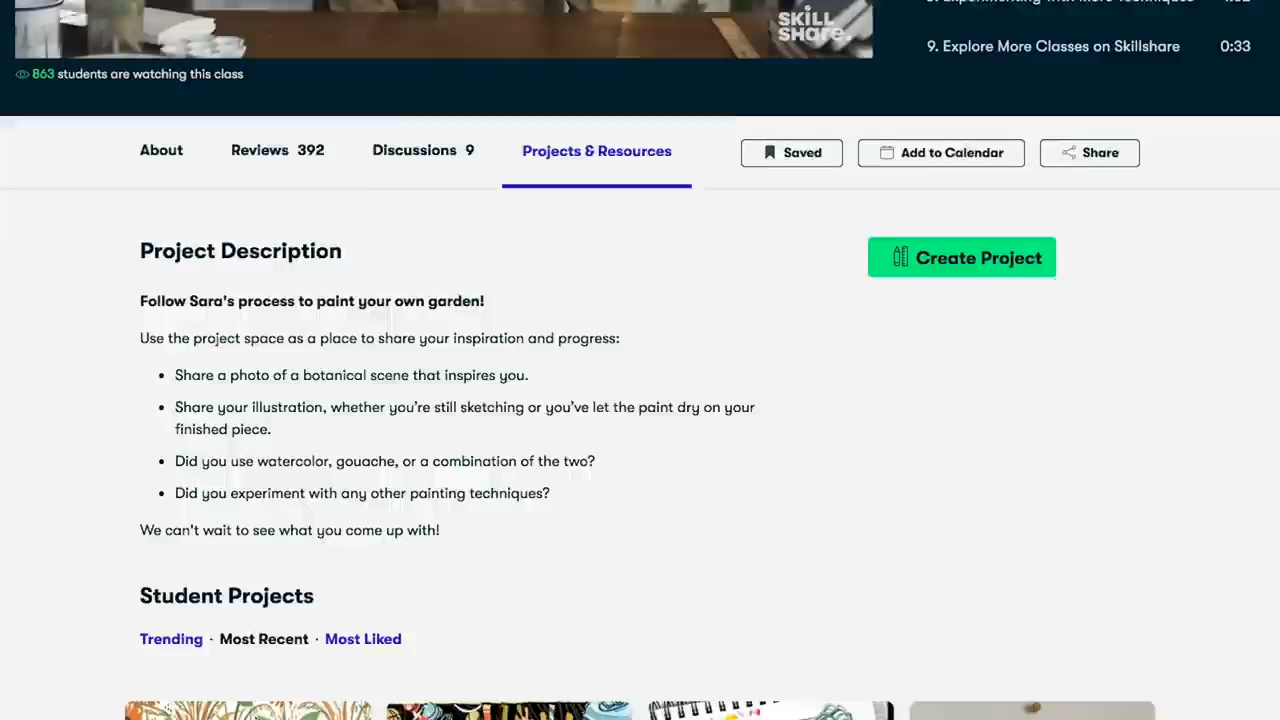 SKILL
SHARE.
9. Explore More Classes on Skillshare 0:33
863 students are watching this class
About Reviews 392 Discussions 9 Projects & Resources Saved Add to Calendar Share
Project Description
Create Project
Follow Sara's process to paint your own garden!
Use the project space as a place to share your inspiration and progress:
• Share a photo of a botanical scene that inspires you.
• Share your illustration, whether you’re still sketching or you’ve let the paint dry on your
finished piece.
• Did you use watercolor, gouache, or a combination of the two?
• Did you experiment with any other painting techniques?
We can't wait to see what you come up with!
Student Projects
Trending · Most Recent · Most Liked